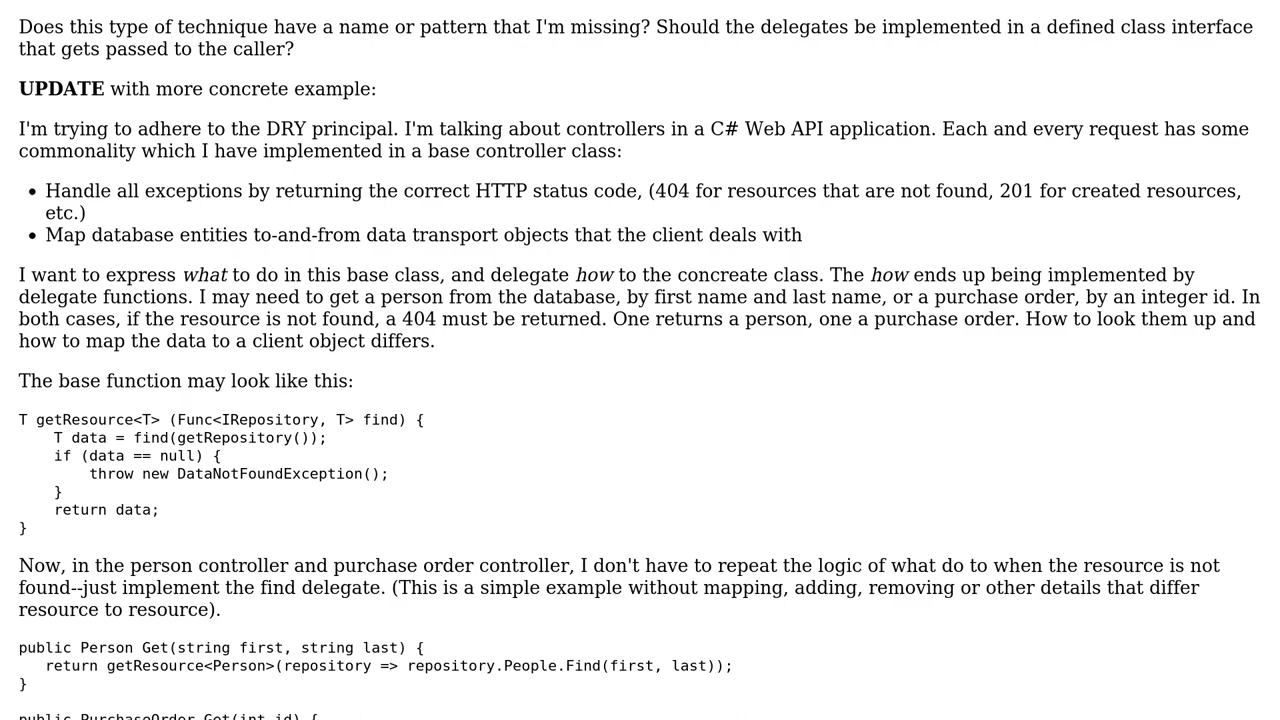 Does this type of technique have a name or pattern that I'm missing? Should the delegates be implemented in a defined class interface
that gets passed to the caller?
UPDATE with more concrete example:
I'm trying to adhere to the DRY principal. I'm talking about controllers in a C# Web API application. Each and every request has some
commonality which I have implemented in a base controller class:
• Handle all exceptions by returning the correct HTTP status code, (404 for resources that are not found, 201 for created resources,
etc.)
• Map database entities to-and-from data transport objects that the client deals with
I want to express what to do in this base class, and delegate how to the concreate class. The how ends up being implemented by
delegate functions. I may need to get a person from the database, by first name and last name, or a purchase order, by an integer id. In
both cases, if the resource is not found, a 404 must be returned. One returns a person, one a purchase order. How to look them up and
how to map the data to a client object differs.
The base function may look like this:
T getResource<T> (Func<IRepository, T> find) {
    T data = find(getRepository());
    if (data == null) {
        throw new DataNotFoundException();
    }
    return data;
}
Now, in the person controller and purchase order controller, I don't have to repeat the logic of what do to when the resource is not
found--just implement the find delegate. (This is a simple example without mapping, adding, removing or other details that differ
resource to resource).
public Person Get(string first, string last) {
   return getResource<Person>(repository => repository.People.Find(first, last));
}
public PurchaseOrder Get(int id) {